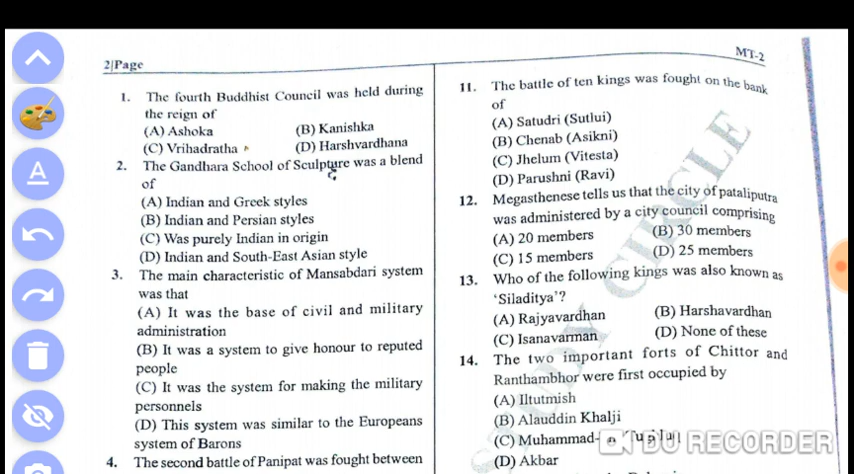 2|Page
1. The fourth Buddhist Council was held during
the reign of
(A) Ashoka (B) Kanishka
(C) Vrihadratha (D) Harshvardhana
2. The Gandhara School of Sculpture was a blend
of
(A) Indian and Greek styles
(B) Indian and Persian styles
(C) Was purely Indian in origin
(D) Indian and South-East Asian style
3. The main characteristic of Mansabdari system
was that
(A) It was the base of civil and military
administration
(B) It was a system to give honour to reputed
people
(C) It was the system for making the military
personnels
(D) This system was similar to the Europeans
system of Barons
4. The second battle of Panipat was fought between
MT-2
11. The battle of ten kings was fought on the bank
of
(A) Satudri (Sutlui)
(B) Chenab (Asikni)
(C) Jhelum (Vitesta)
(D) Parushni (Ravi)
12. Megasthenese tells us that the city of pataliputra
was administered by a city council comprising
(A) 20 members (B) 30 members
(C) 15 members (D) 25 members
13. Who of the following kings was also known as
‘Siladitya’?
(A) Rajyavardhan (B) Harshavardhan
(C) Isanavarman (D) None of these
14. The two important forts of Chittor and
Ranthambhor were first occupied by
(A) Iltutmish
(B) Alauddin Khalji
(C) Muhammad-
(D) Akbar
STUDY CIRCLE
DU RECORDER
A